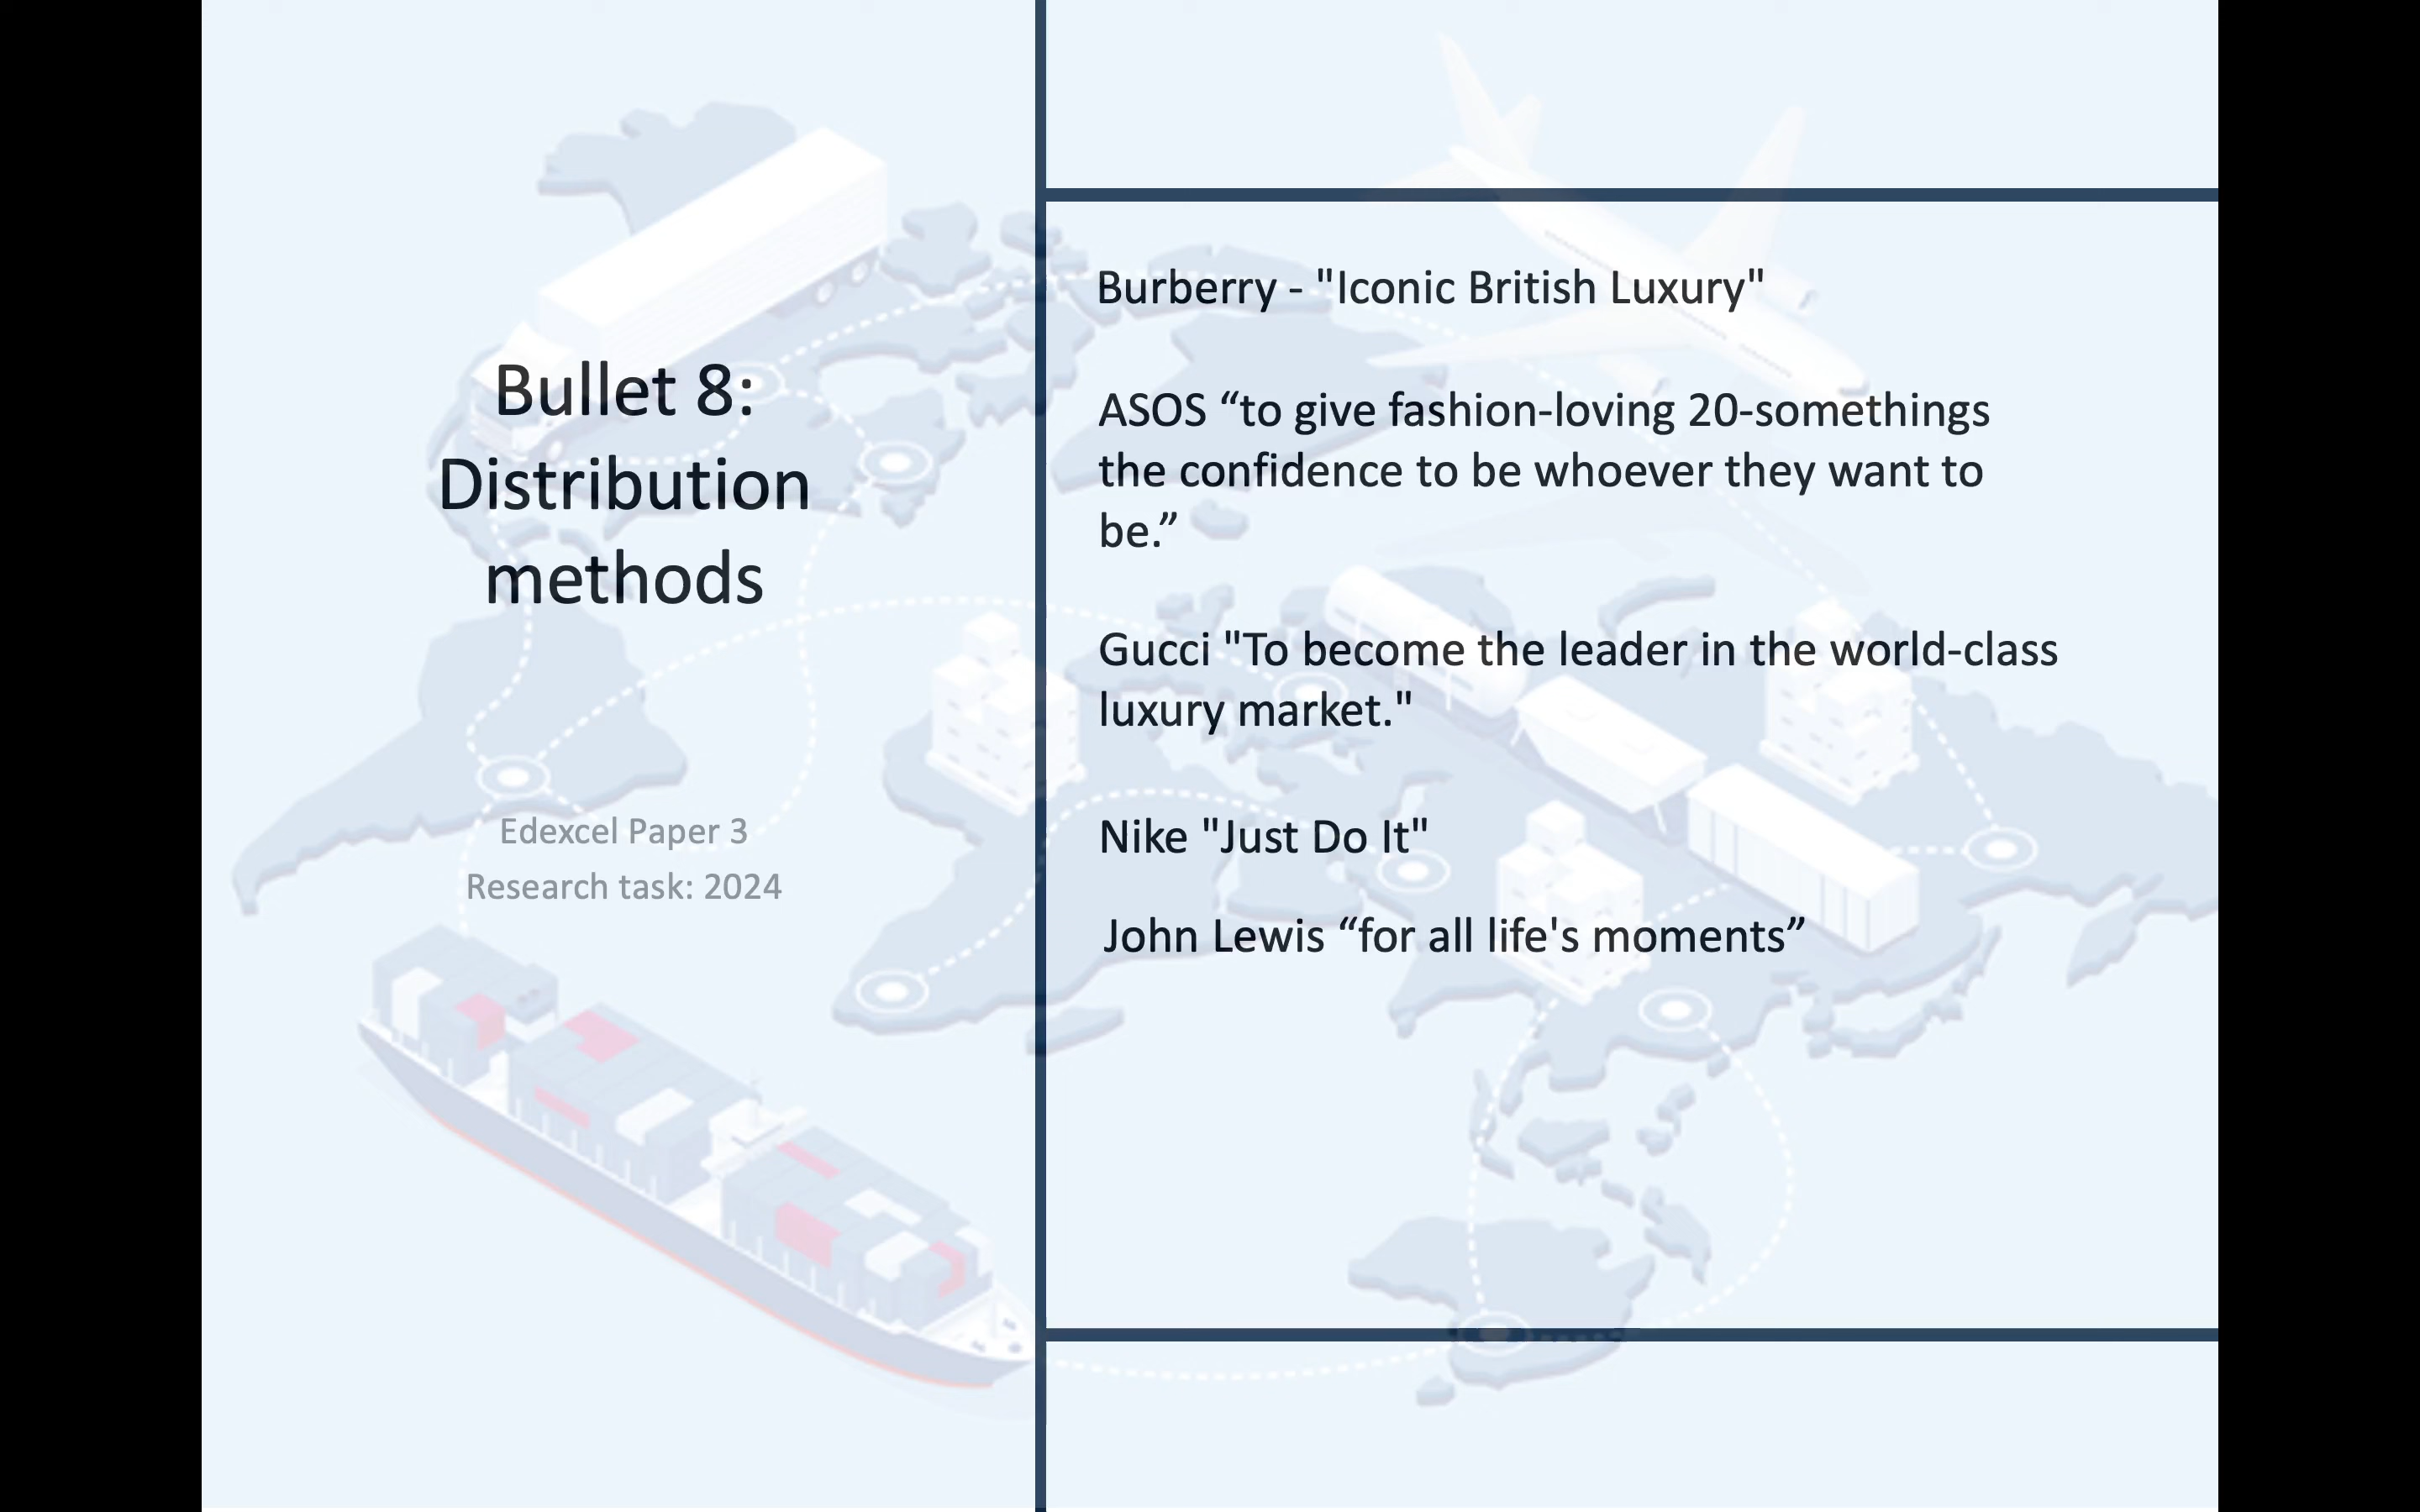 Bullet 8:
Distribution
methods
Edexcel Paper 3
Research task: 2024
Burberry - "Iconic British Luxury"
ASOS “to give fashion-loving 20-somethings
the confidence to be whoever they want to
be.”
Gucci "To become the leader in the world-class
luxury market."
Nike "Just Do It"
John Lewis “for all life's moments”